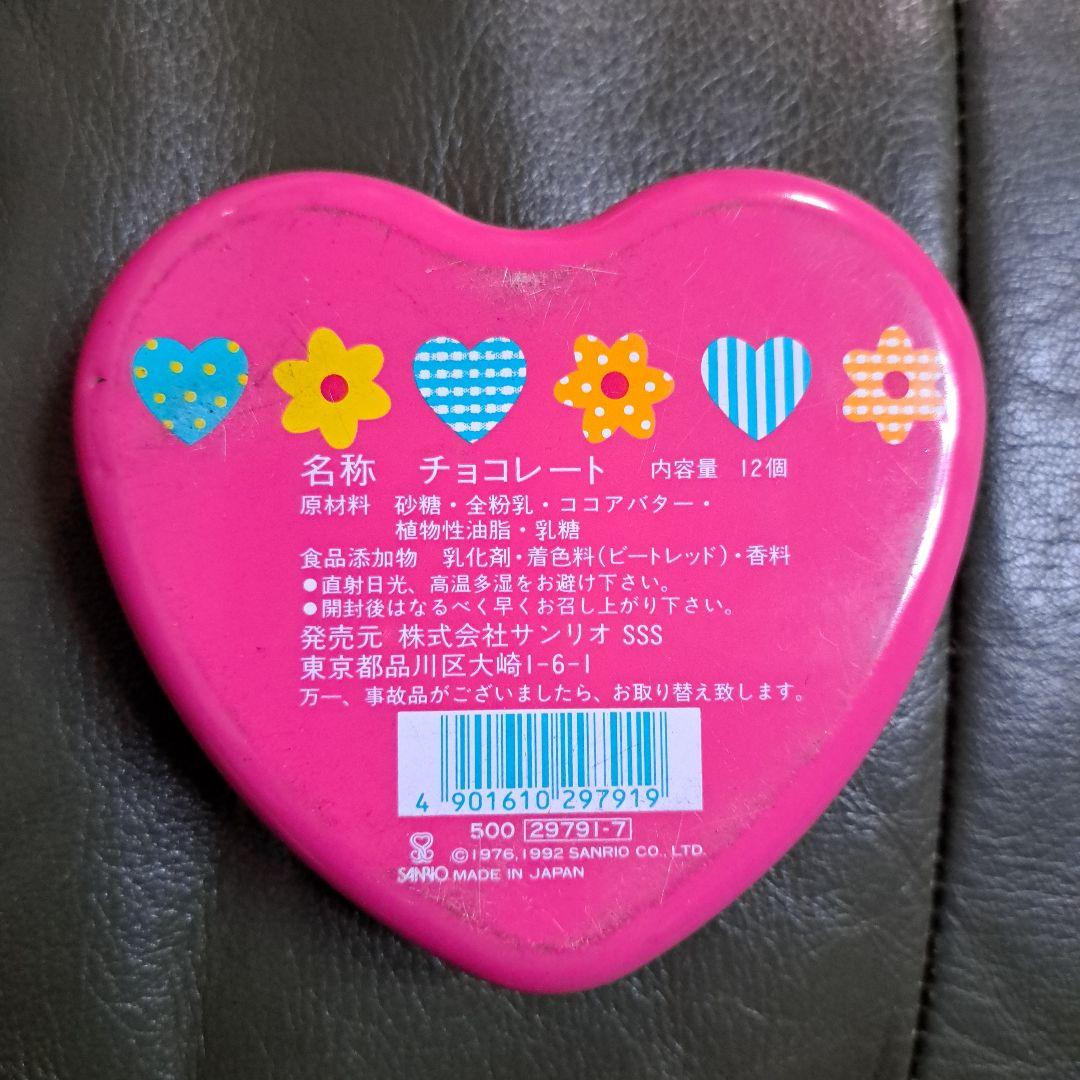 名称 チョコレート 内容量 12個
原材料 砂糖・全粉乳・ココアバター・
植物性油脂・乳糖
食品添加物 乳化剤・着色料(ビートレッド)・香料
●直射日光、高温多湿をお避け下さい。
●開封後はなるべく早くお召し上がり下さい。
発売元 株式会社サンリオ SSS
東京都品川区大崎1-6-1
万一、事故品がございましたら、お取り替え致します。
4 901610 297919
500 29791-7
©1976,1992 SANRIO CO., LTD.
SANRIO MADE IN JAPAN